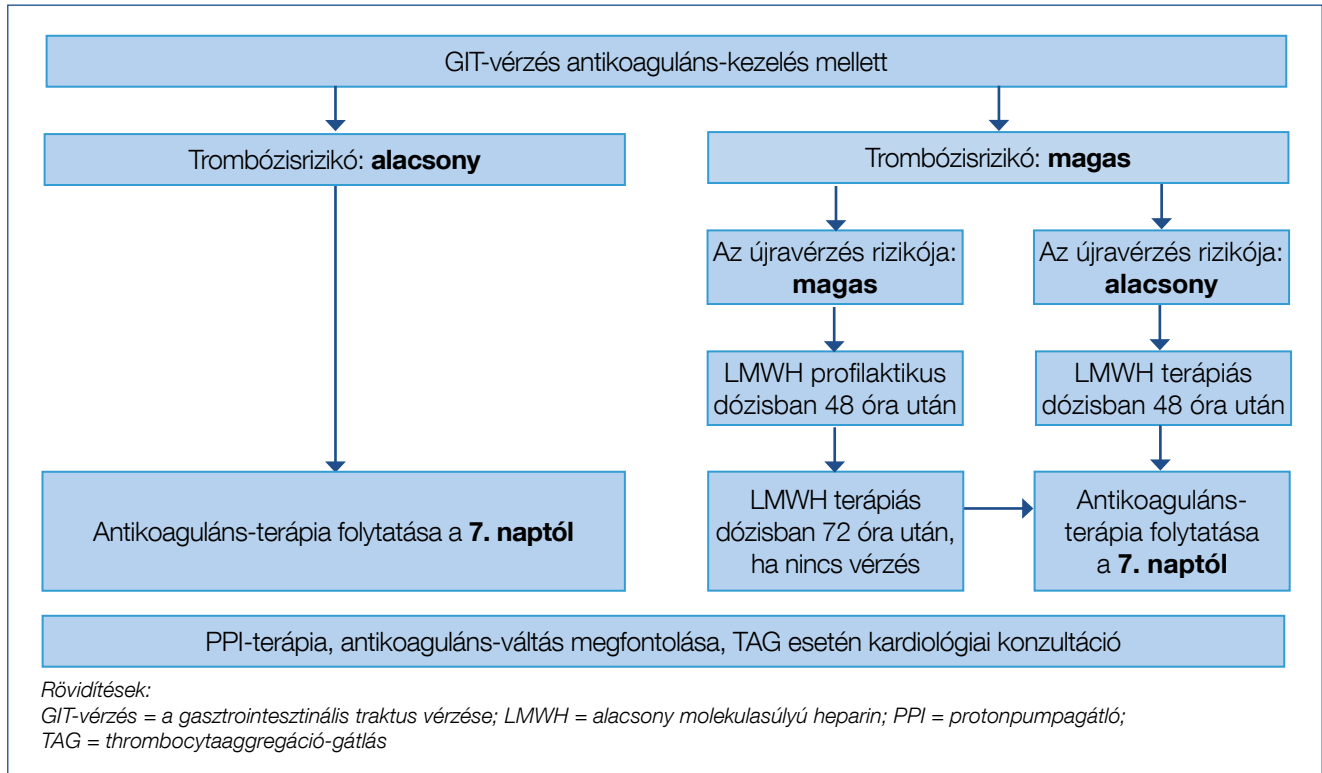 GIT-vérzés antikoaguláns-kezelés mellett
Trombózisrizikó: alacsony
Trombózisrizikó: magas
Az újravérzés rizikója:
magas
Az újravérzés rizikója:
alacsony
LMWH profilaktikus
dózisban 48 óra után
LMWH terápiás
dózisban 48 óra után
Antikoaguláns-terápia folytatása a 7. naptól
LMWH terápiás
dózisban 72 óra után,
ha nincs vérzés
Antikoaguláns-
terápia folytatása
a 7. naptól
PPI-terápia, antikoaguláns-váltás megfontolása, TAG esetén kardiológiai konzultáció
Rövidítések:
GIT-vérzés = a gasztrointesztinális traktus vérzése; LMWH = alacsony molekulasúlyú heparin; PPI = protonpumpagátló;
TAG = thrombocytaaggregáció-gátlás